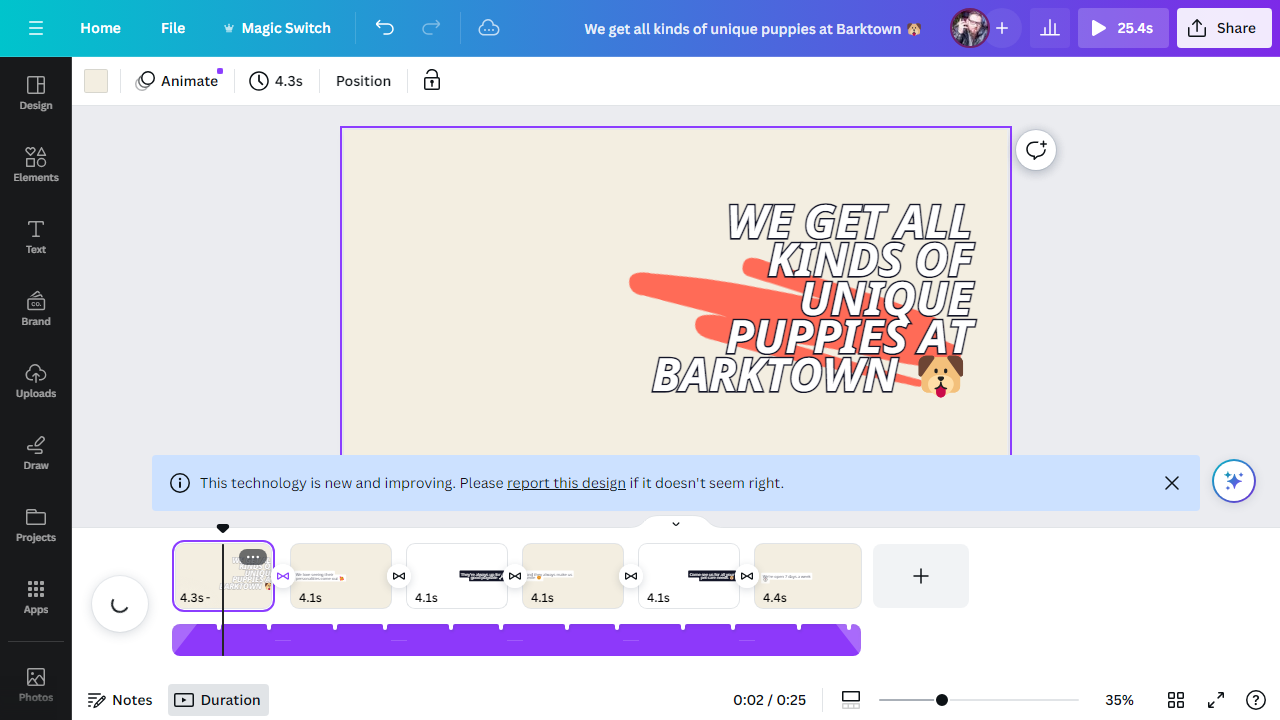 Home
File
Magic Switch
We get all kinds of unique puppies at Barktown 🐶
25.4s
Share
Design
Elements
Text
CO.
Brand
Uploads
Draw
Projects
Apps
Photos
Animate
4.3s
Position
WE GET ALL
KINDS OF
UNIQUE
PUPPIES AT
BARKTOWN 🐶
This technology is new and improving. Please report this design if it doesn't seem right.
4.3s -
4.1s
4.1s
4.1s
4.1s
4.4s
Notes
Duration
0:02 / 0:25
35%